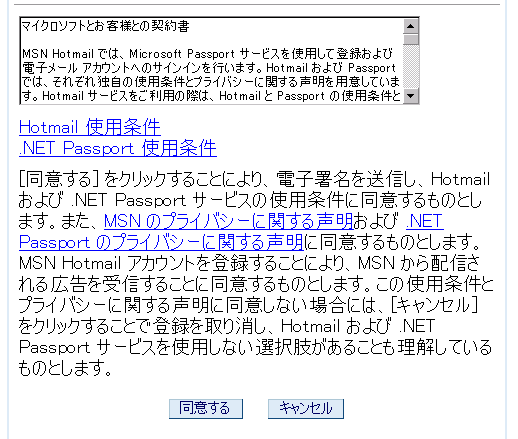 マイクロソフトとお客様との契約書
MSN Hotmail では、Microsoft Passport サービスを使用して登録および
電子メール アカウントへのサインインを行います。Hotmail および Passport
では、それぞれ独自の使用条件とプライバシーに関する声明を用意していま
す。Hotmail サービスをご利用の際は、Hotmail と Passport の使用条件と
Hotmail 使用条件
.NET Passport 使用条件
[同意する] をクリックすることにより、電子署名を送信し、Hotmail
および .NET Passport サービスの使用条件に同意するものとし
ます。また、MSN のプライバシーに関する声明および .NET
Passport のプライバシーに関する声明に同意するものとします。
MSN Hotmail アカウントを登録することにより、MSN から配信さ
れる広告を受信することに同意するものとします。この使用条件と
プライバシーに関する声明に同意しない場合には、[キャンセル]
をクリックすることで登録を取り消し、Hotmail および .NET
Passport サービスを使用しない選択肢があることも理解している
ものとします。
同意する キャンセル